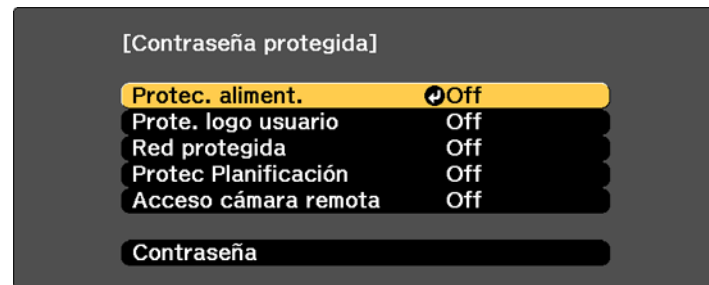 [Contraseña protegida]
Protec. aliment. Off
Prote. logo usuario Off
Red protegida Off
Protec Planificación Off
Acceso cámara remota Off
Contraseña